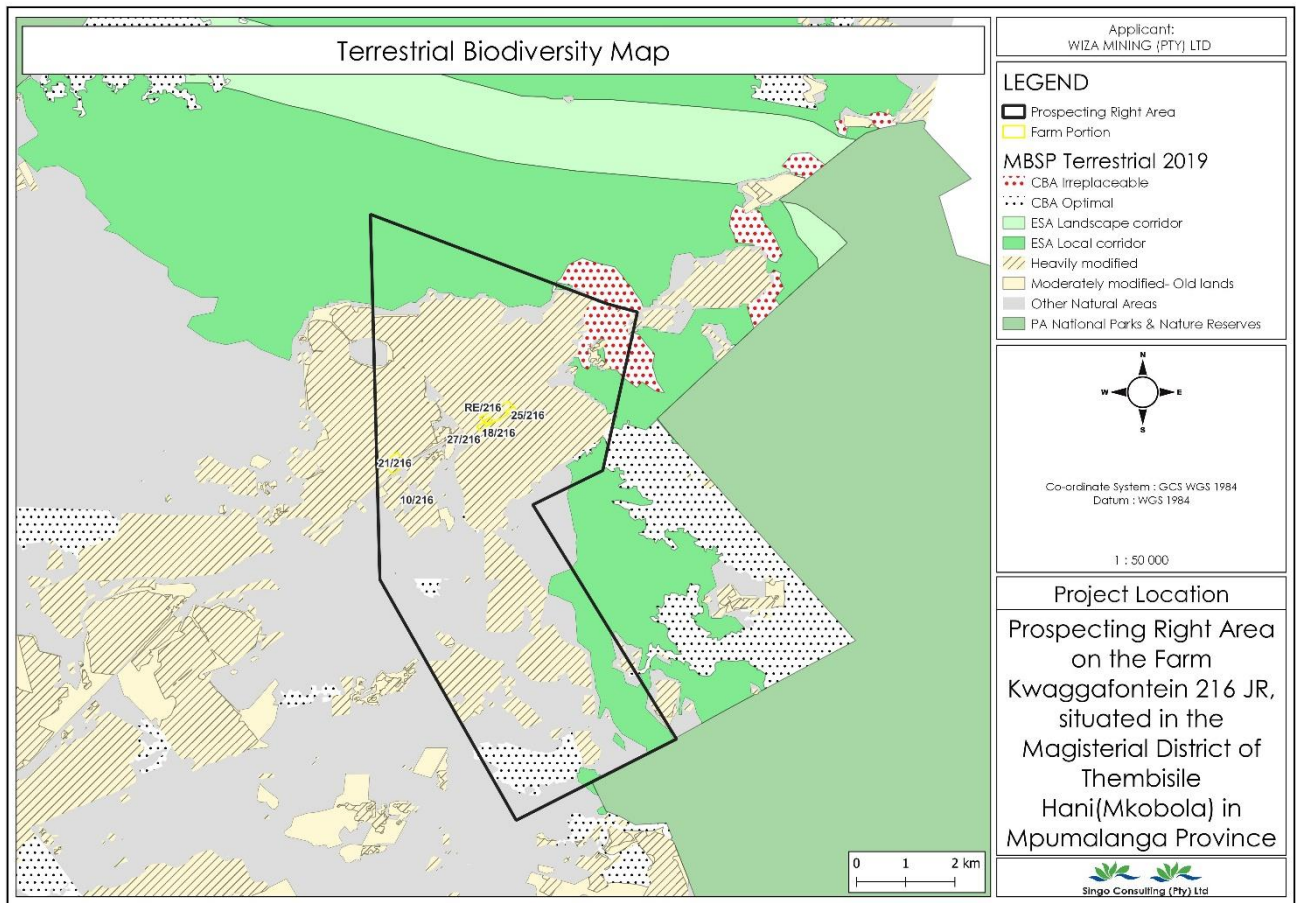 Terrestrial Biodiversity Map
RE/216
25/216
18/216
27/216
21/216
10/216
0 1 2 km
Applicant:
WIZA MINING (PTY) LTD
LEGEND
Prospecting Right Area
Farm Portion
MBSP Terrestrial 2019
CBA Irreplaceable
CBA Optimal
ESA Landscape corridor
ESA Local corridor
Heavily modified
Moderately modified- Old lands
Other Natural Areas
PA National Parks & Nature Reserves
N
W E
S
Co-ordinate System : GCS WGS 1984
Datum : WGS 1984
1 : 50 000
Project Location
Prospecting Right Area
on the Farm
Kwaggafontein 216 JR,
situated in the
Magisterial District of
Thembisile
Hani(Mkobola) in
Mpumalanga Province
Singo Consulting (Pty) Ltd